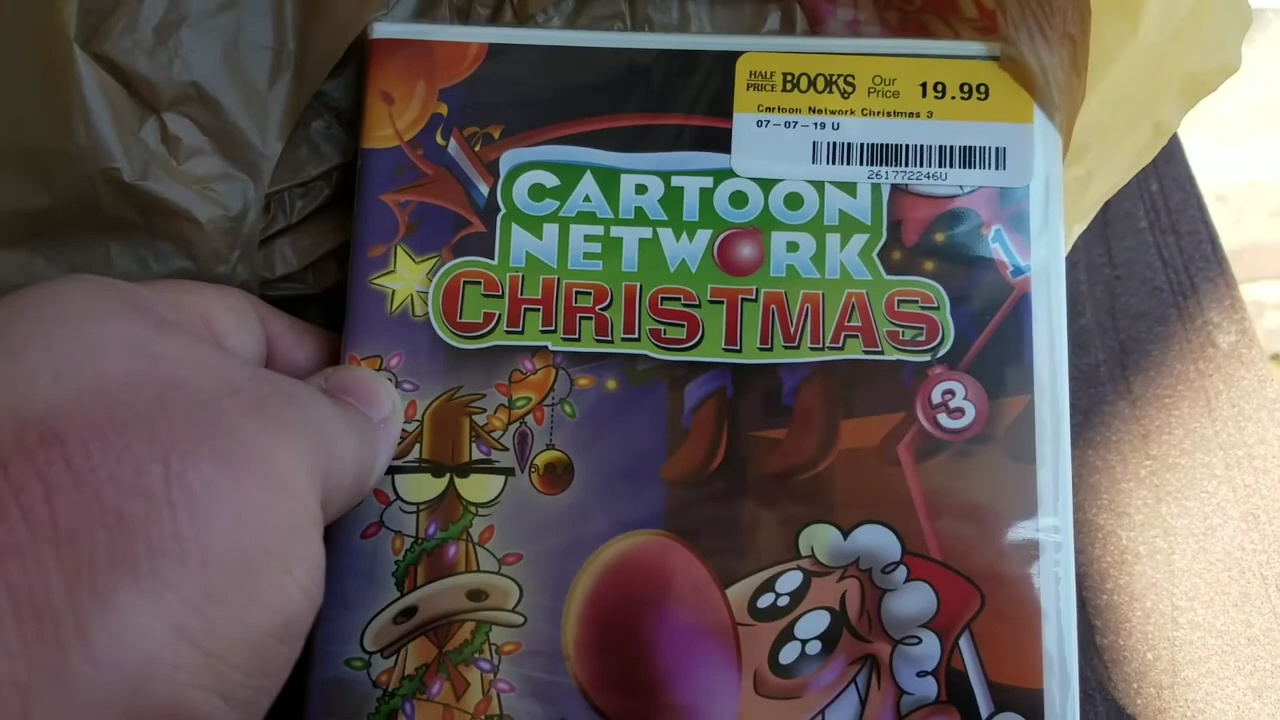 HALF PRICE BOOKS Our Price 19.99
Cartoon Network Christmas 3
07-07-19 U
261772246U
CARTOON
NETWORK
CHRISTMAS
1
3